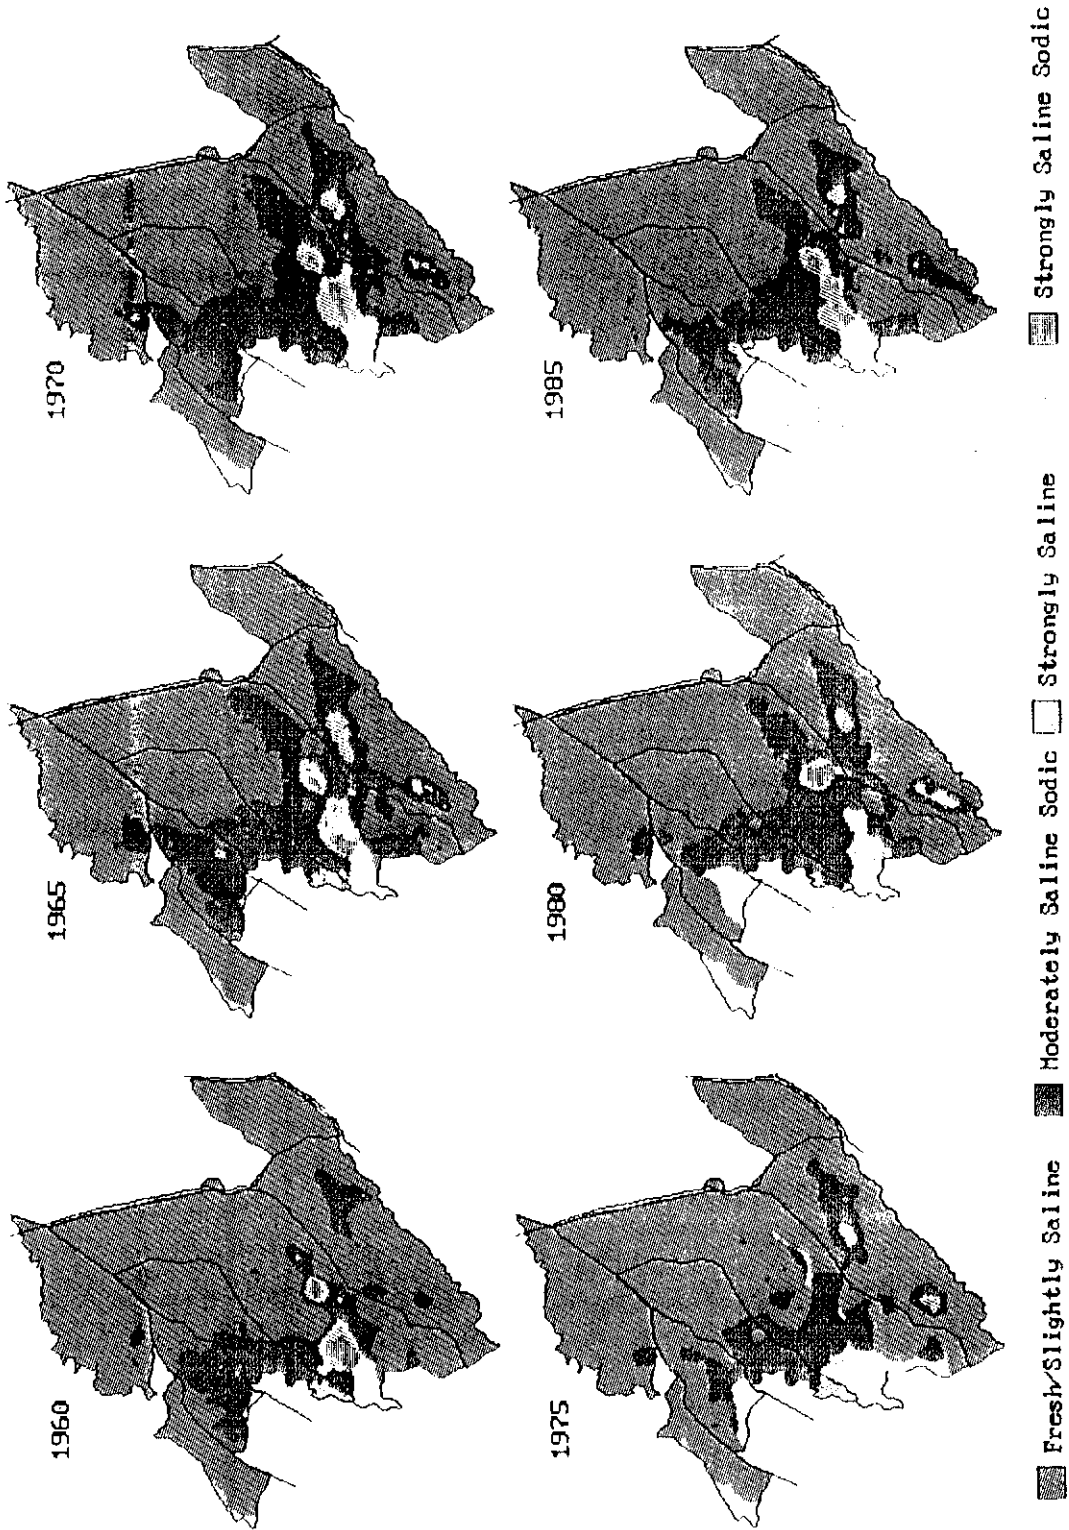 1960
1965
1970
1975
1980
1985
Fresh/Slightly Saline
Moderately Saline Sodic
Strongly Saline
Strongly Saline Sodic